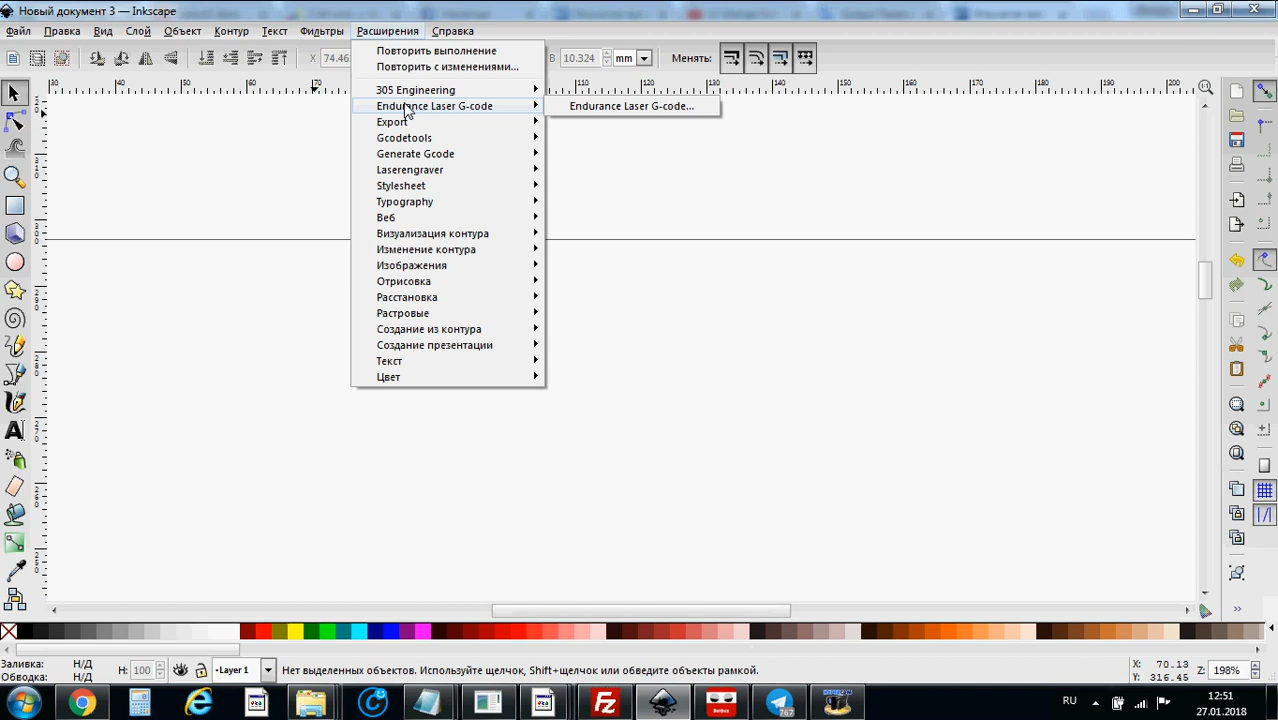 Новый документ 3 — Inkscape
Файл Правка Вид Слой Объект Контур Текст Фильтры Расширения Справка
X: 74.46 В 10.324 mm Менять:
Повторить выполнение
Повторить с изменениями...
305 Engineering
Endurance Laser G-code
Endurance Laser G-code...
Export
Gcodetools
Generate Gcode
Laserengraver
Stylesheet
Typography
Веб
Визуализация контура
Изменение контура
Изображения
Отрисовка
Расстановка
Растровые
Создание из контура
Создание презентации
Текст
Цвет
Заливка: Н/Д
Обводка: Н/Д
Н: 100
Layer 1
Нет выделенных объектов. Используйте щелчок, Shift+щелчок или обведите объекты рамкой.
X: 70.13
Y: 316.45
Z: 198%
RU
12:51
27.01.2018